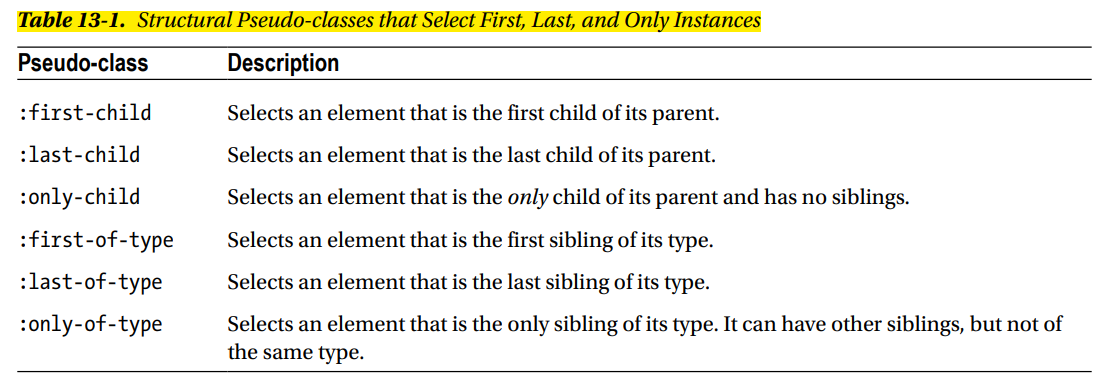 Table 13-1. Structural Pseudo-classes that Select First, Last, and Only Instances
Pseudo-class Description
:first-child Selects an element that is the first child of its parent.
:last-child Selects an element that is the last child of its parent.
:only-child Selects an element that is the only child of its parent and has no siblings.
:first-of-type Selects an element that is the first sibling of its type.
:last-of-type Selects an element that is the last sibling of its type.
:only-of-type Selects an element that is the only sibling of its type. It can have other siblings, but not of
the same type.